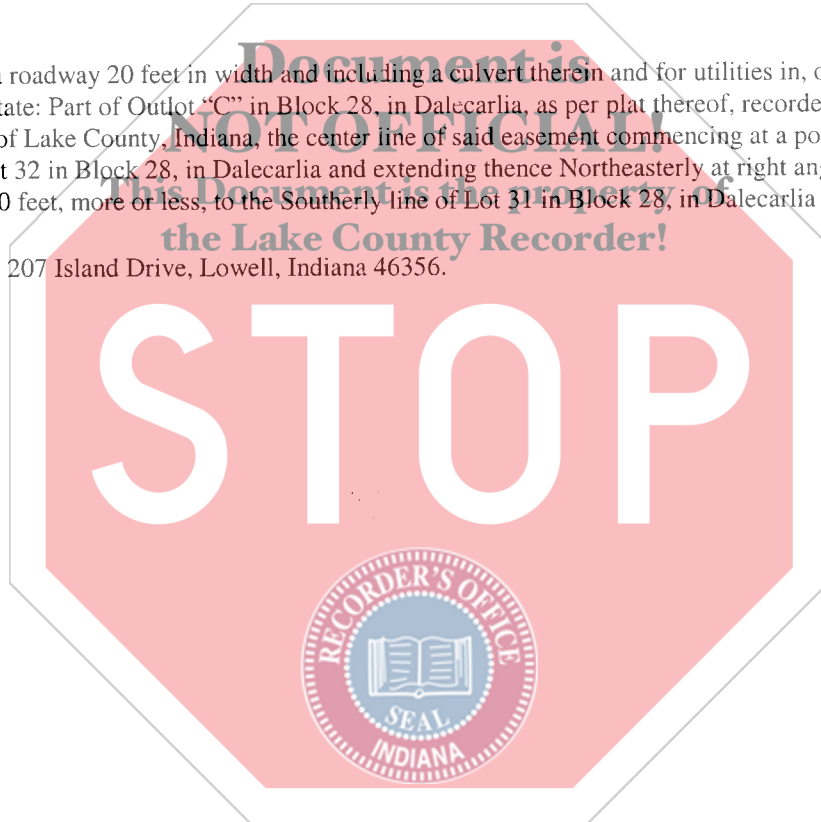 Document is
roadway 20 feet in width and including a culvert therein and for utilities in,
tate: Part of Outlot “C” in Block 28, in Dalecarlia, as per plat thereof, recorde
NOT OFFICIAL!
of Lake County, Indiana, the center line of said easement commencing at a po
t 32 in Block 28, in Dalecarlia and extending thence Northeasterly at right an
This Document is the property of
0 feet, more or less, to the Southerly line of Lot 31 in Block 28, in Dalecarlia
the Lake County Recorder!
207 Island Drive, Lowell, Indiana 46356.
STOP
RECORDER'S OFFICE
SEAL
INDIANA